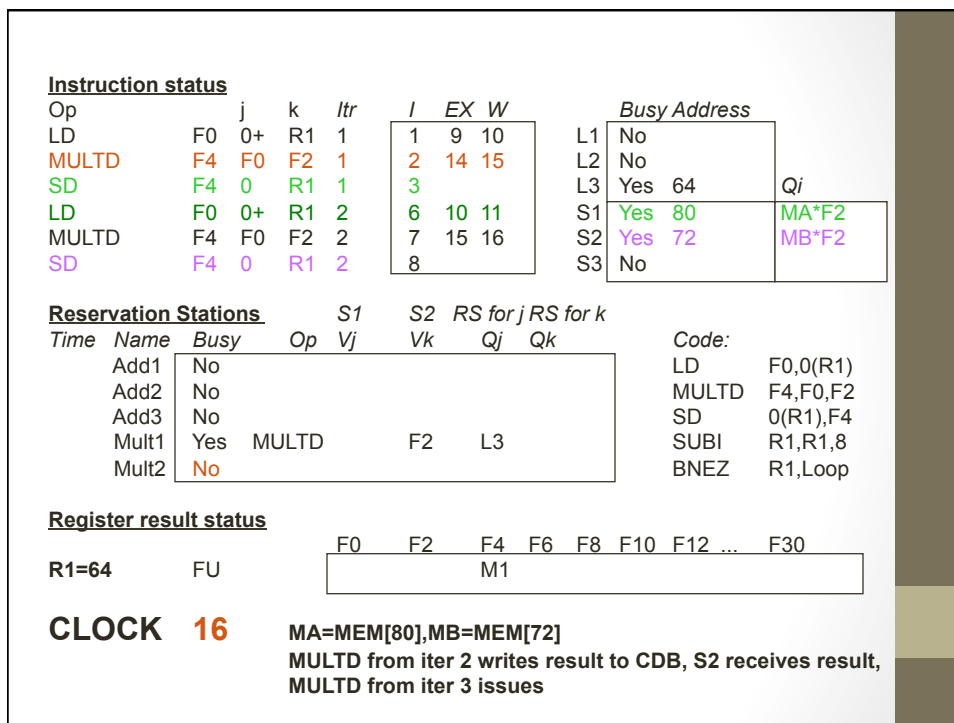 Instruction status
Op j k Itr I EX W Busy Address
LD F0 0+ R1 1 1 9 10 L1 No
MULTD F4 F0 F2 1 2 14 15 L2 No
SD F4 0 R1 1 3 L3 Yes 64 Qi
LD F0 0+ R1 2 6 10 11 S1 Yes 80 MA*F2
MULTD F4 F0 F2 2 7 15 16 S2 Yes 72 MB*F2
SD F4 0 R1 2 8 S3 No
Reservation Stations S1 S2 RS for j RS for k
Time Name Busy Op Vj Vk Qj Qk Code:
Add1 No LD F0,0(R1)
Add2 No MULTD F4,F0,F2
Add3 No SD 0(R1),F4
Mult1 Yes MULTD F2 L3 SUBI R1,R1,8
Mult2 No BNEZ R1,Loop
Register result status
F0 F2 F4 F6 F8 F10 F12 ... F30
R1=64 FU M1
CLOCK 16 MA=MEM[80],MB=MEM[72]
MULTD from iter 2 writes result to CDB, S2 receives result,
MULTD from iter 3 issues